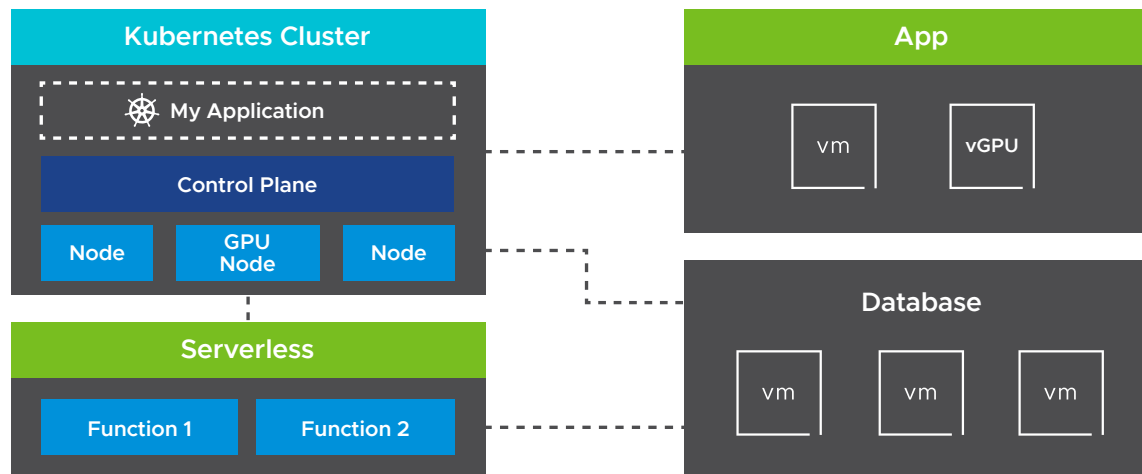 Kubernetes Cluster
My Application
Control Plane
Node
GPU
Node
Node
Serverless
Function 1
Function 2
App
vm
vGPU
Database
vm
vm
vm